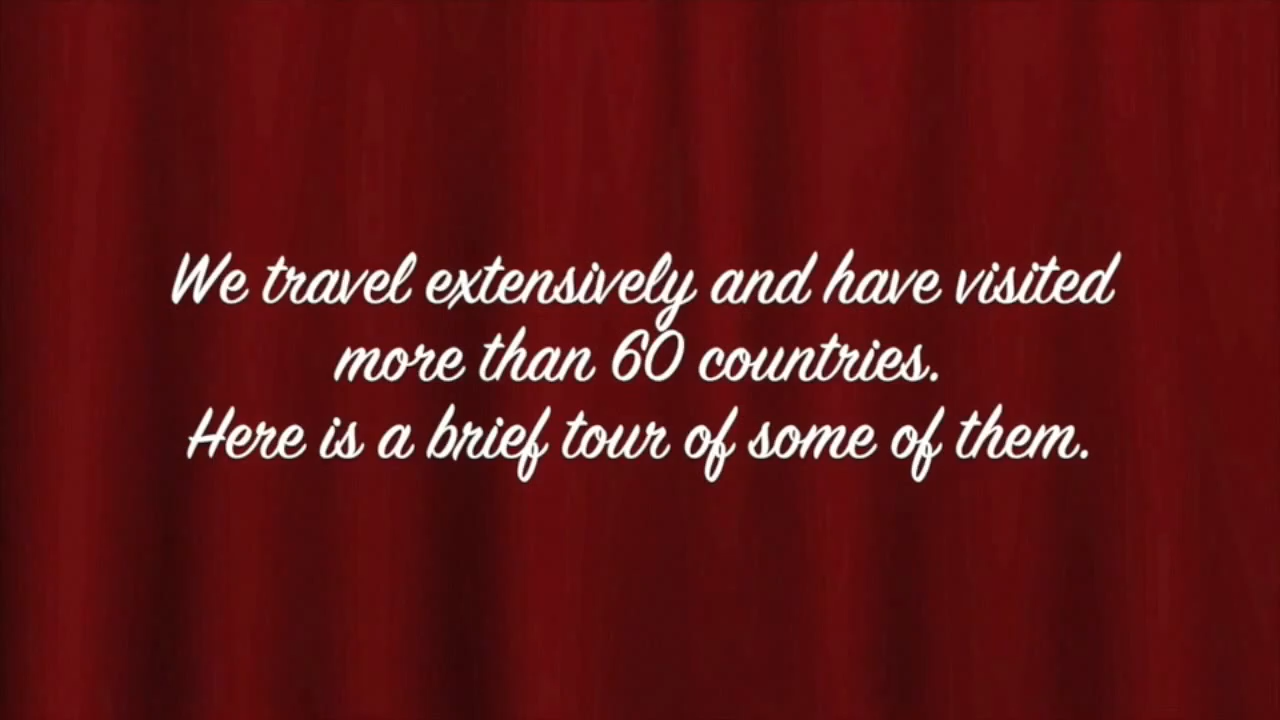 We travel extensively and have visited
more than 60 countries.
Here is a brief tour of some of them.